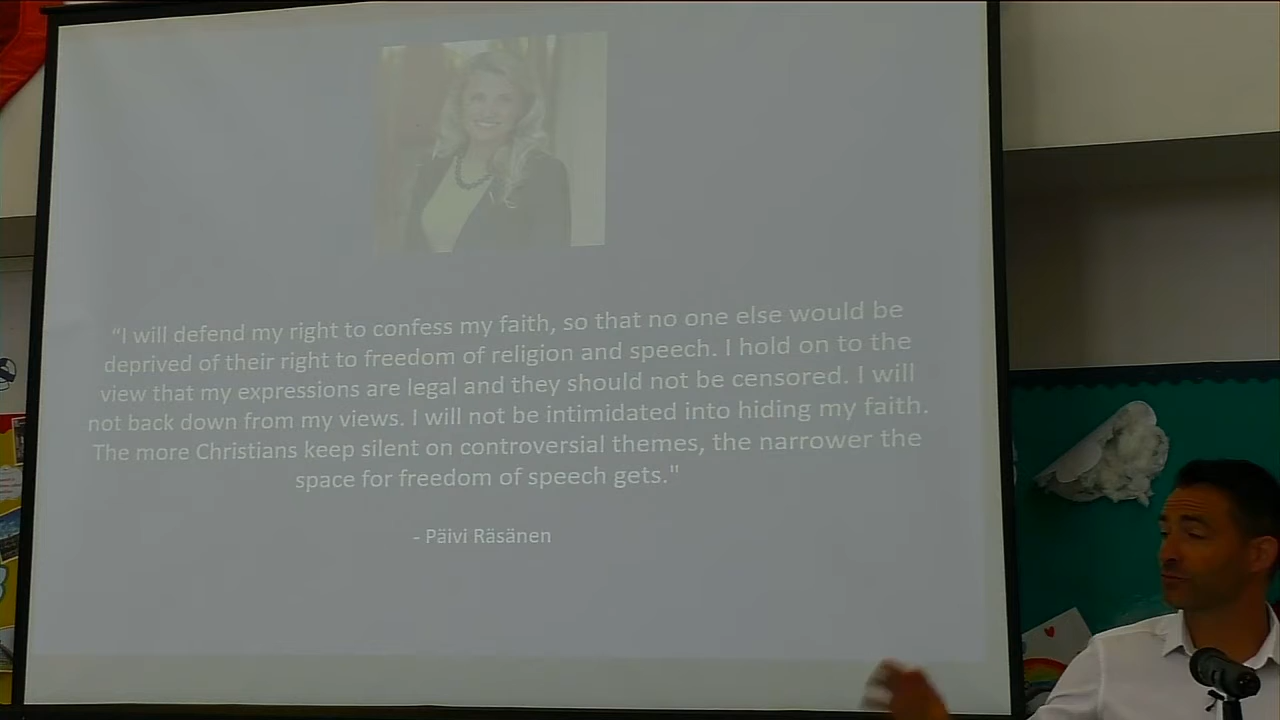 “I will defend my right to confess my faith, so that no one else would be
deprived of their right to freedom of religion and speech. I hold on to the
view that my expressions are legal and they should not be censored. I will
not back down from my views. I will not be intimidated into hiding my faith.
The more Christians keep silent on controversial themes, the narrower the
space for freedom of speech gets."
- Päivi Räsänen